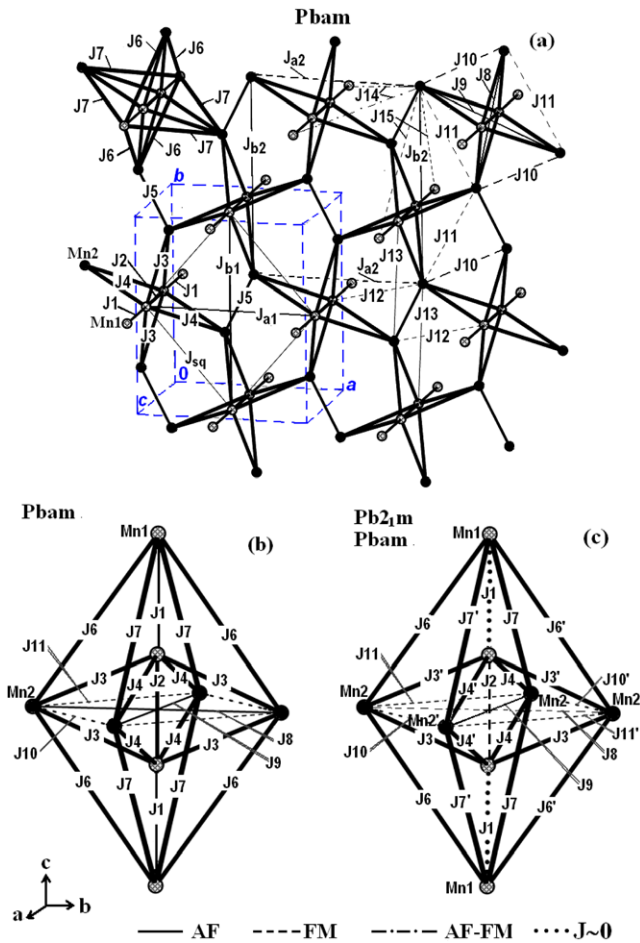 Pbam
(a)
J6
J6
J7
J7
J7
J7
J6
J6
J5
Ja2
J14
J15
Jb2
Jb2
J10
J8
J9
J11
J11
J10
J11
b
Mn2
J2
J3
J4
J1
J1
Mn1
J3
J4
J5
Jb1
Ja1
Jsq
Ja2
J12
J13
J13
J10
J12
0
a
c
Pbam
Mn1
(b)
J1
J6
J7
J7
J6
J11
J3
J4
J2
J4
J3
Mn2
J10
J3
J4
J4
J3
J8
J9
J6
J7
J1
J7
J6
c
a
b
Pb2₁m
Pbam
Mn1
(c)
J1
J6
J7'
J7
J6'
J11
J3'
J4'
J2
J4
J3'
J10'
Mn2
Mn2'
Mn2
Mn2
J11'
J10
J3
J4'
J4
J3
J8
J9
J6
J7'
J1
J7
J6'
Mn1
AF
FM
AF-FM
J~0